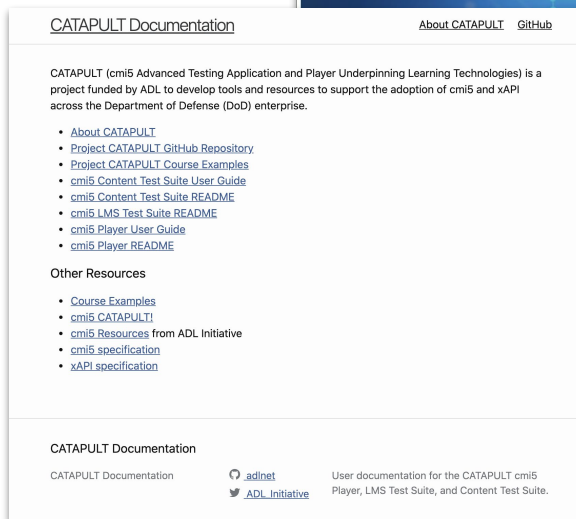 CATAPULT Documentation
About CATAPULT GitHub
CATAPULT (cmi5 Advanced Testing Application and Player Underpinning Learning Technologies) is a
project funded by ADL to develop tools and resources to support the adoption of cmi5 and xAPI
across the Department of Defense (DoD) enterprise.
• About CATAPULT
• Project CATAPULT GitHub Repository
• Project CATAPULT Course Examples
• cmi5 Content Test Suite User Guide
• cmi5 Content Test Suite README
• cmi5 LMS Test Suite README
• cmi5 Player User Guide
• cmi5 Player README
Other Resources
• Course Examples
• cmi5 CATAPULT!
• cmi5 Resources from ADL Initiative
• cmi5 specification
• xAPI specification
CATAPULT Documentation
CATAPULT Documentation
adlnet
ADL_Initiative
User documentation for the CATAPULT cmi5
Player, LMS Test Suite, and Content Test Suite.